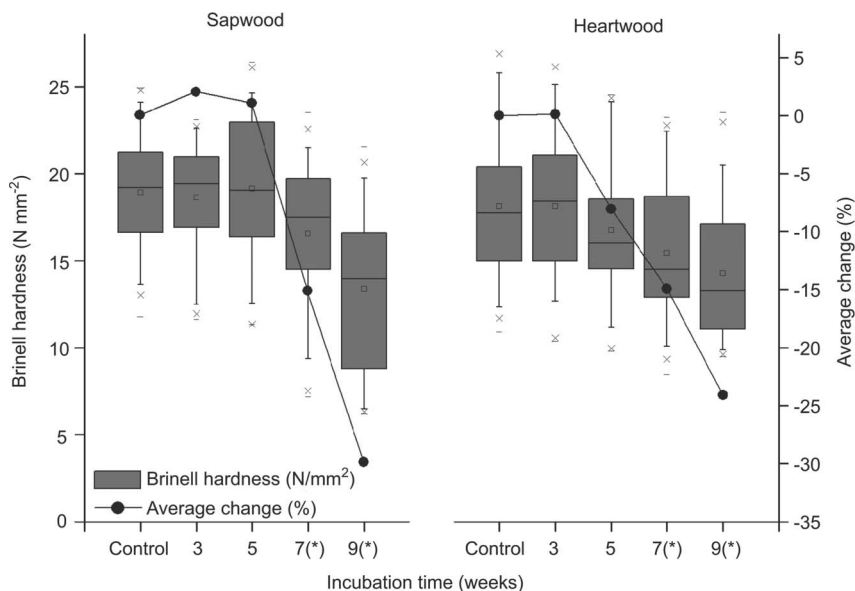 Sapwood
Heartwood
Brinell hardness (N mm⁻²)
25
20
15
10
5
0
Brinell hardness (N/mm²)
Average change (%)
Control 3 5 7(*) 9(*)
Control 3 5 7(*) 9(*)
5
0
-5
-10
-15
-20
-25
-30
-35
Average change (%)
Incubation time (weeks)